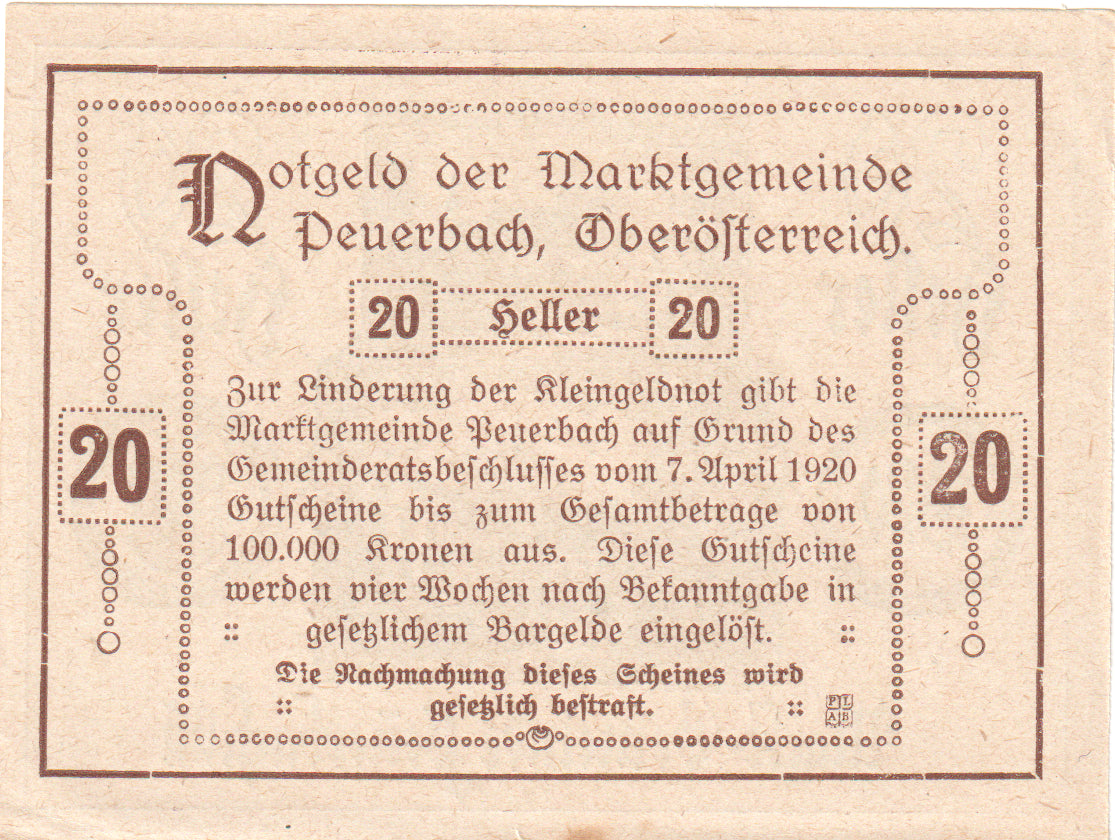 Notgeld der Marktgemeinde
Peuerbach, Oberösterreich.
20 Heller 20
Zur Linderung der Kleingeldnot gibt die
Marktgemeinde Peuerbach auf Grund des
20 Gemeinderatsbeschlusses vom 7. April 1920 20
Gutscheine bis zum Gesamtbetrage von
100.000 Kronen aus. Diese Gutscheine
werden vier Wochen nach Bekanntgabe in
:: gesetzlichem Bargelde eingelöst. ::
Die Nachmachung dieses Scheines wird
:: gesetzlich bestraft. ::
P L
A B